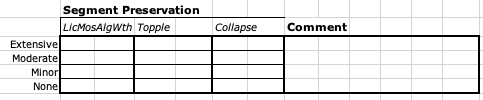 Segment Preservation
LicMosAlgWth Topple Collapse Comment
Extensive
Moderate
Minor
None